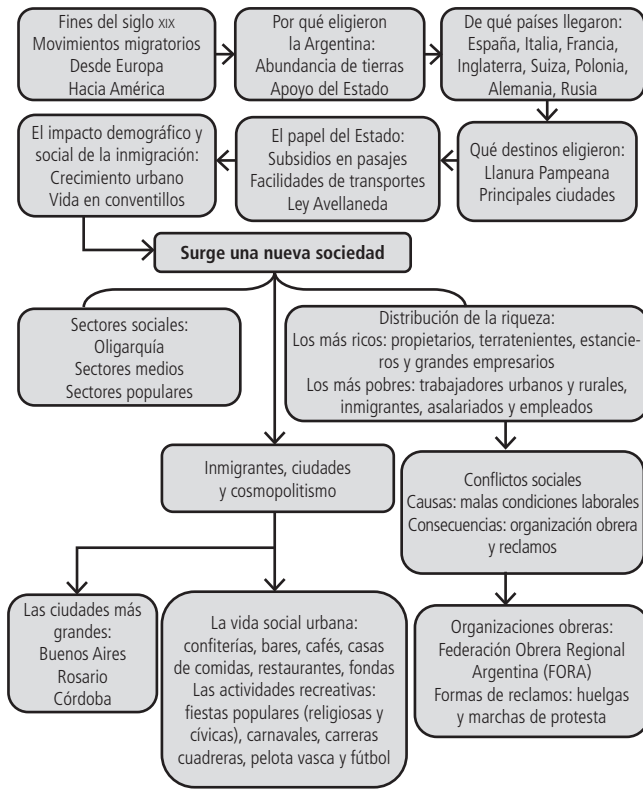 Fines del siglo XIX
Movimientos migratorios
Desde Europa
Hacia América
Por qué eligieron
la Argentina:
Abundancia de tierras
Apoyo del Estado
De qué países llegaron:
España, Italia, Francia,
Inglaterra, Suiza, Polonia,
Alemania, Rusia
Qué destinos eligieron:
Llanura Pampeana
Principales ciudades
El papel del Estado:
Subsidios en pasajes
Facilidades de transportes
Ley Avellaneda
El impacto demográfico y
social de la inmigración:
Crecimiento urbano
Vida en conventillos
Surge una nueva sociedad
Sectores sociales:
Oligarquía
Sectores medios
Sectores populares
Distribución de la riqueza:
Los más ricos: propietarios, terratenientes, estancie-
ros y grandes empresarios
Los más pobres: trabajadores urbanos y rurales,
inmigrantes, asalariados y empleados
Inmigrantes, ciudades
y cosmopolitismo
Conflictos sociales
Causas: malas condiciones laborales
Consecuencias: organización obrera
y reclamos
Las ciudades más
grandes:
Buenos Aires
Rosario
Córdoba
La vida social urbana:
confiterías, bares, cafés, casas
de comidas, restaurantes, fondas
Las actividades recreativas:
fiestas populares (religiosas y
cívicas), carnavales, carreras
cuadreras, pelota vasca y fútbol
Organizaciones obreras:
Federación Obrera Regional
Argentina (FORA)
Formas de reclamos: huelgas
y marchas de protesta